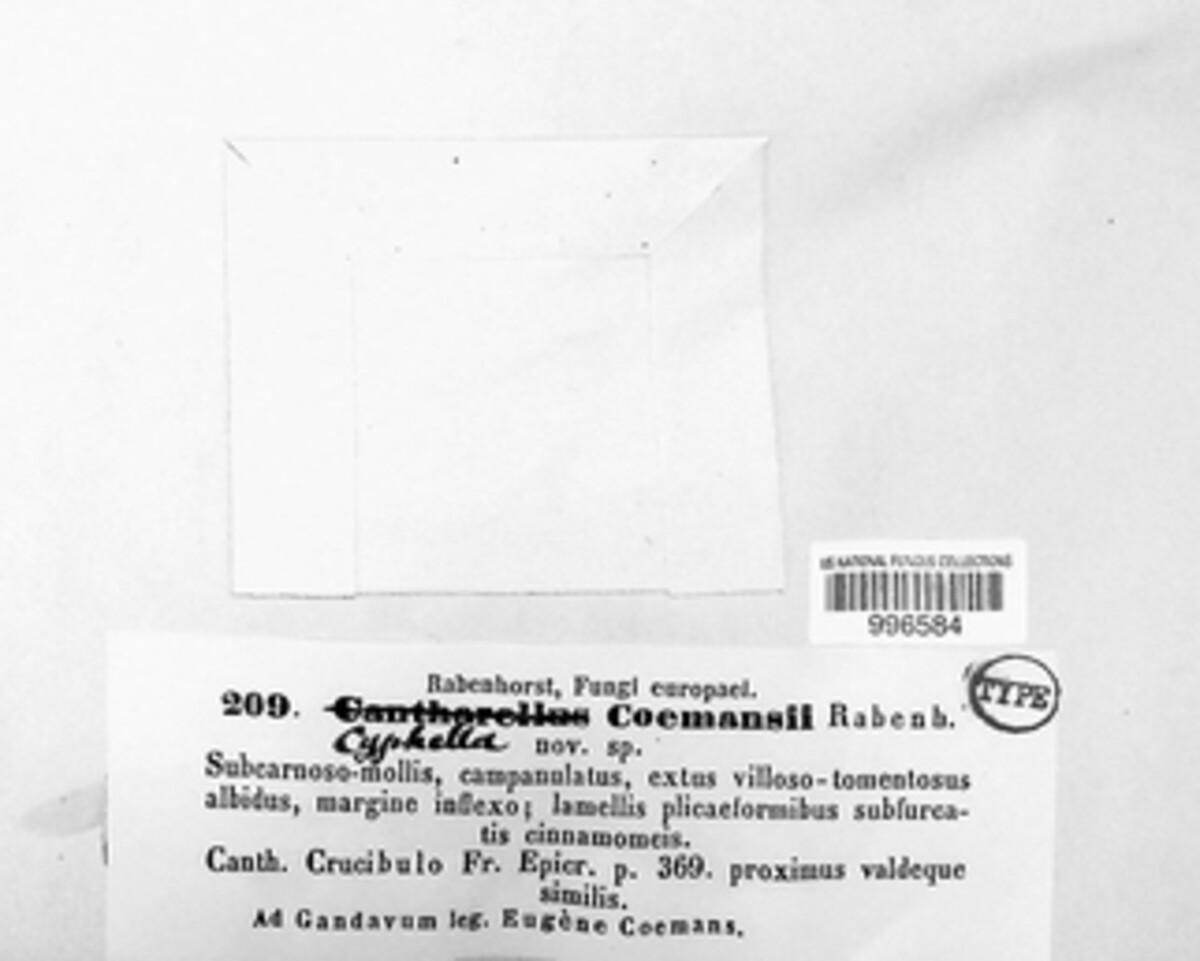 US NATIONAL FUNGUS COLLECTIONS
996584
Rabenhorst, Fungi europaei.
TYPE
209. Cantharellus Coemansii Rabenh.
Cyphella nov. sp.
Subcarnoso-mollis, campanulatus, extus villoso-tomentosus
albidus, margine inflexo; lamellis plicaeformibus subfurca-
tis cinnamomeis.
Canth. Crucibulo Fr. Epicr. p. 369. proximus valdeque
similis.
Ad Gandavum leg. Eugène Coemans.